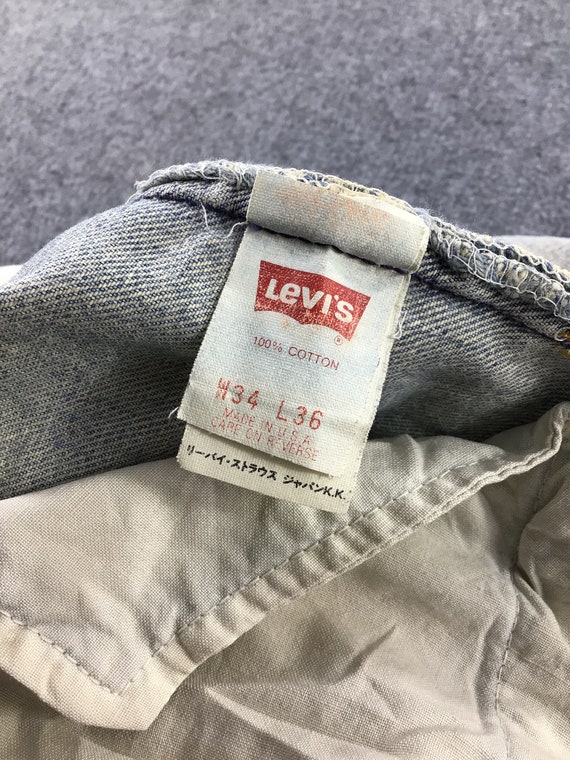 LEVI'S
®
100% COTTON
W34 L36
MADE IN U.S.A.
CARE ON REVERSE
リーバイ・ストラウス ジャパンK.K.